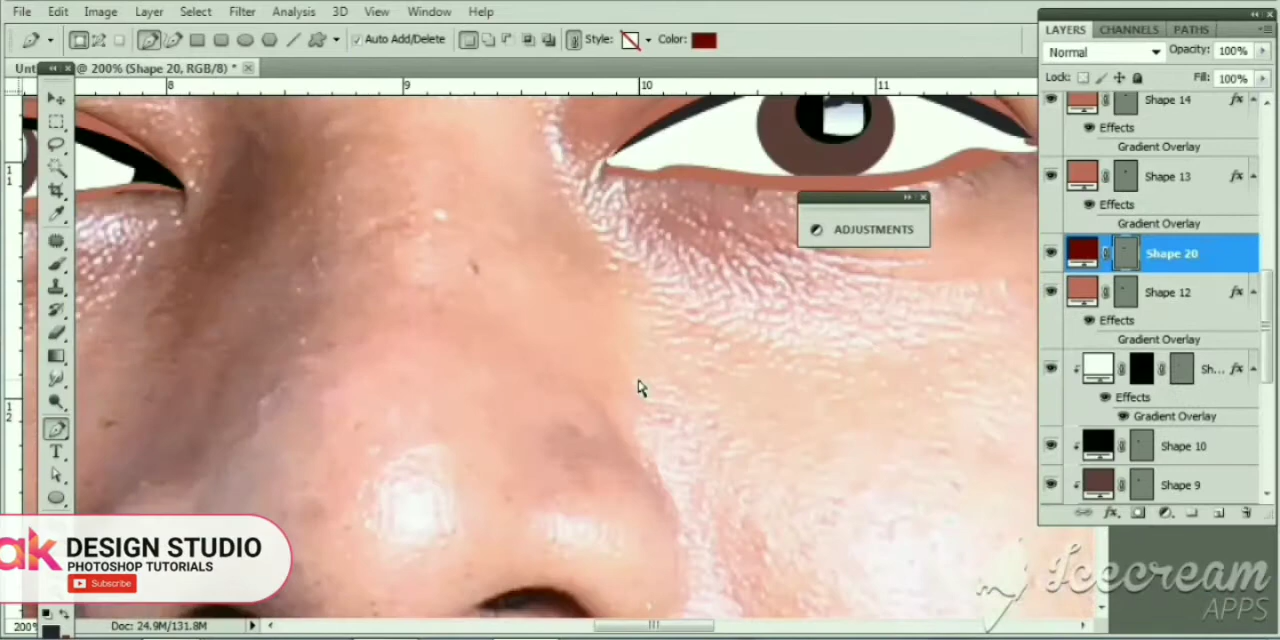 File Edit Image Layer Select Filter Analysis 3D View Window Help
Auto Add/Delete Style: Color:
@ 200% (Shape 20, RGB/8) *
8 9 10 11
11
12
LAYERS CHANNELS PATHS
Normal Opacity: 100%
Lock: Fill: 100%
Shape 14 fx
Effects
Gradient Overlay
Shape 13 fx
Effects
Gradient Overlay
Shape 20
Shape 12 fx
Effects
Gradient Overlay
Sh... fx
Effects
Gradient Overlay
Shape 10
Shape 9
ADJUSTMENTS
ak DESIGN STUDIO
PHOTOSHOP TUTORIALS
Subscribe
Icecream
APPS
200% Doc: 24.9M/131.8M